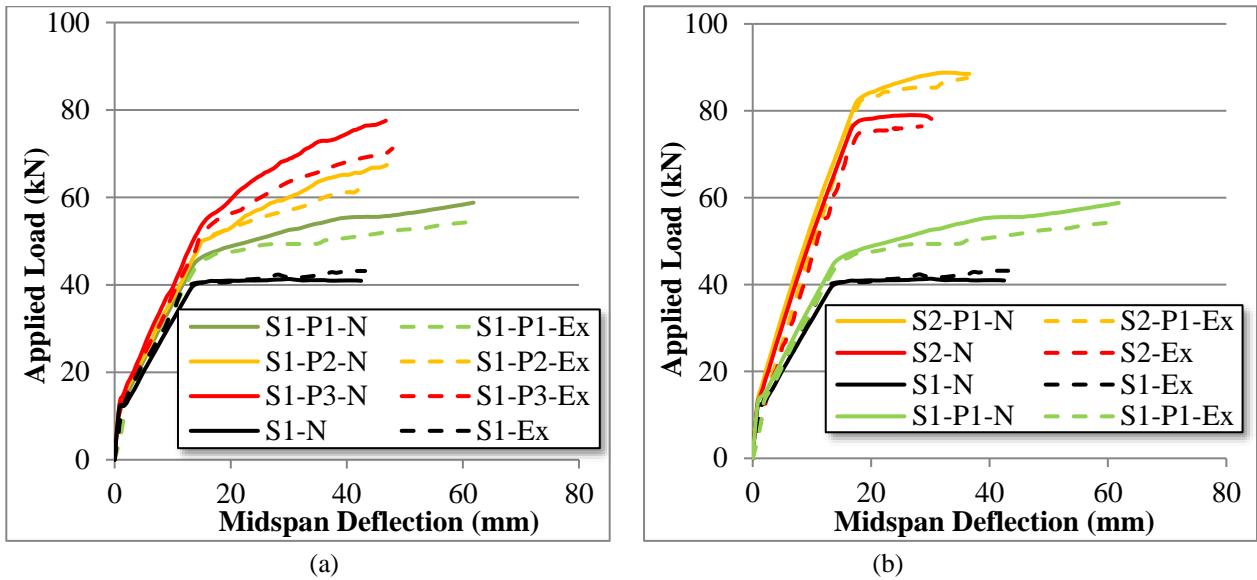 100
80
60
40
20
0
Applied Load (kN)
S1-P1-N S1-P1-Ex
S1-P2-N S1-P2-Ex
S1-P3-N S1-P3-Ex
S1-N S1-Ex
0 20 40 60 80
Midspan Deflection (mm)
(a)
100
80
60
40
20
0
Applied Load (kN)
S2-P1-N S2-P1-Ex
S2-N S2-Ex
S1-N S1-Ex
S1-P1-N S1-P1-Ex
0 20 40 60 80
Midspan Deflection (mm)
(b)